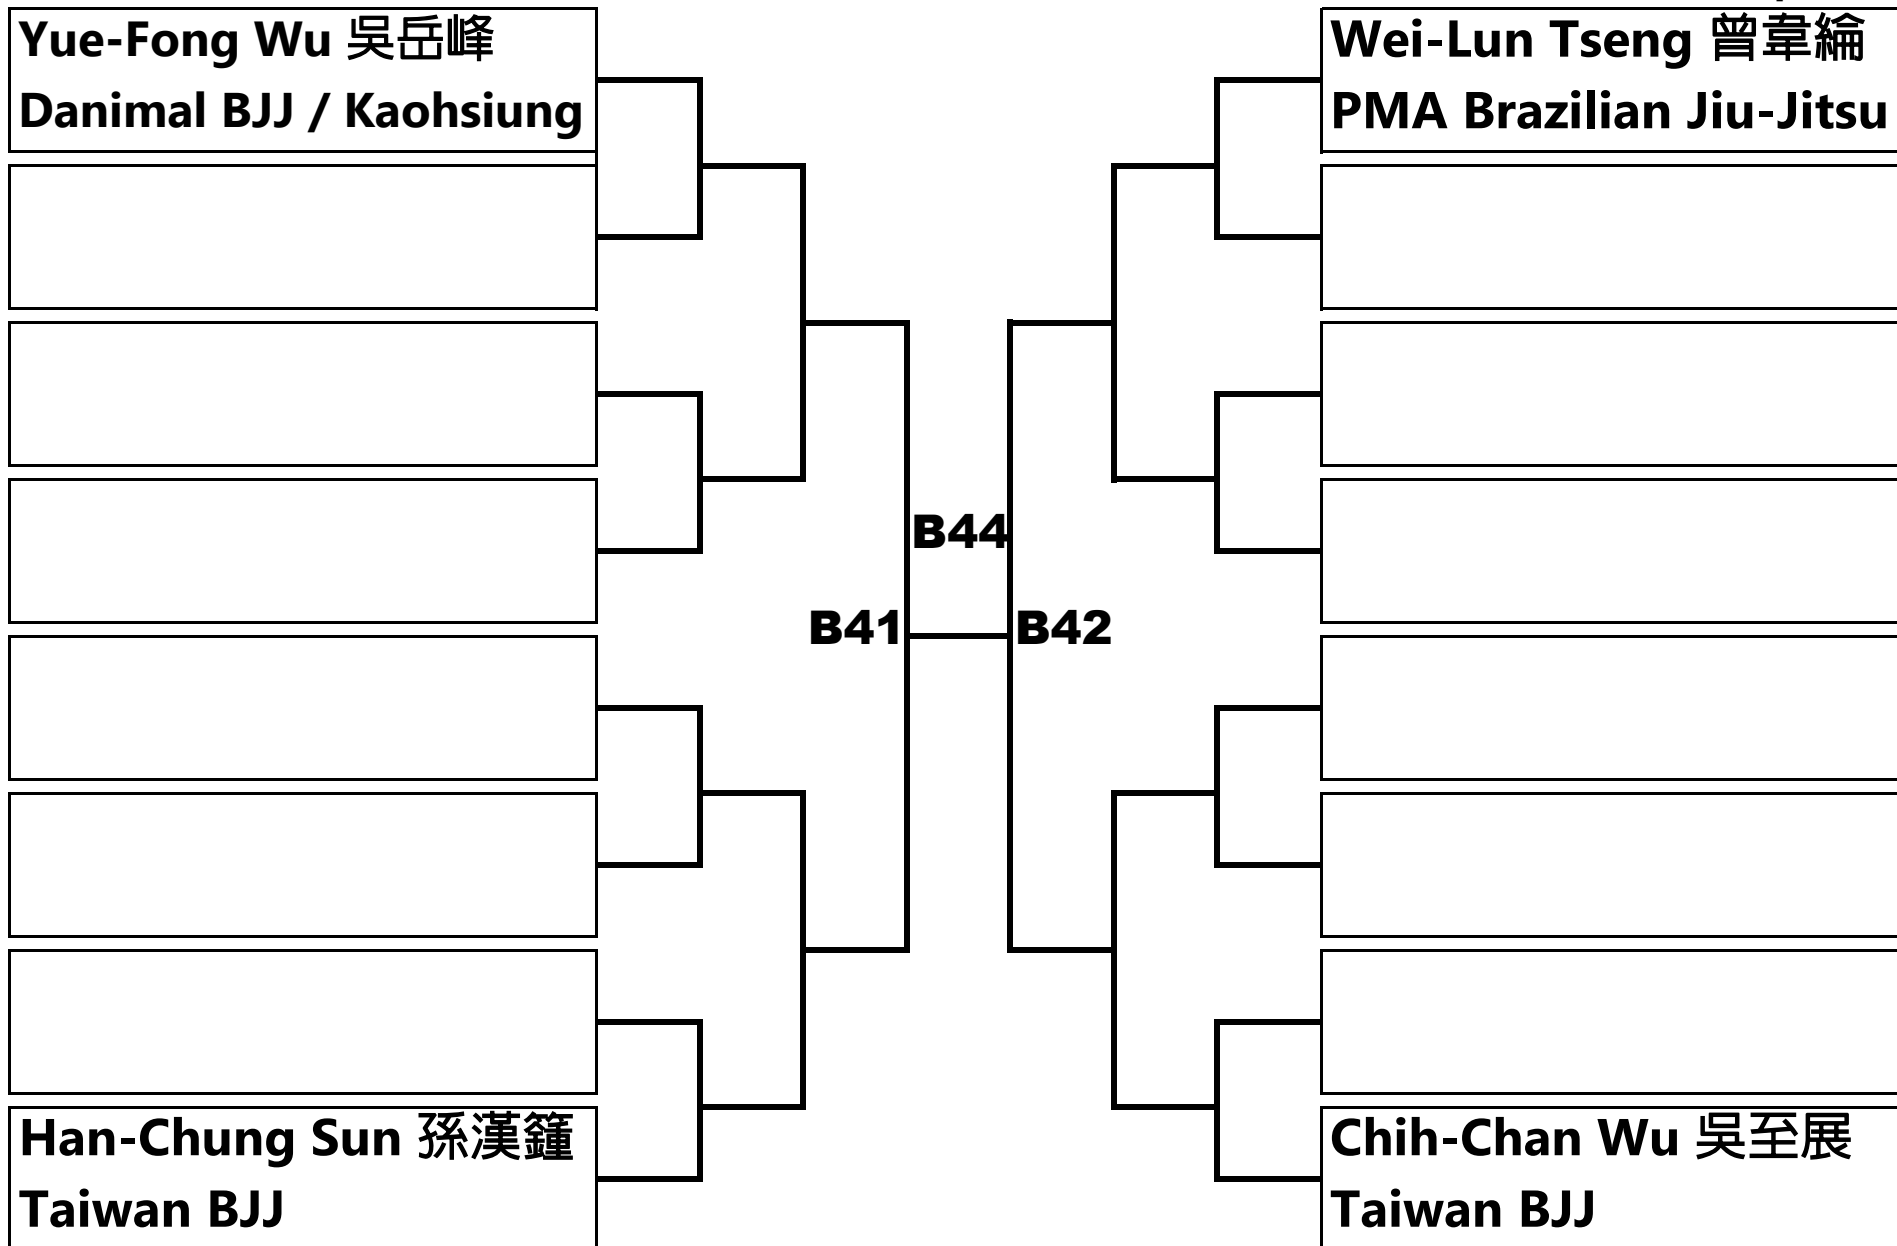 Yue-Fong Wu 吳岳峰
Danimal BJJ / Kaohsiung
Wei-Lun Tseng 曾韋綸
PMA Brazilian Jiu-Jitsu
B44
B41
B42
Han-Chung Sun 孫漢鍾
Taiwan BJJ
Chih-Chan Wu 吳至展
Taiwan BJJ